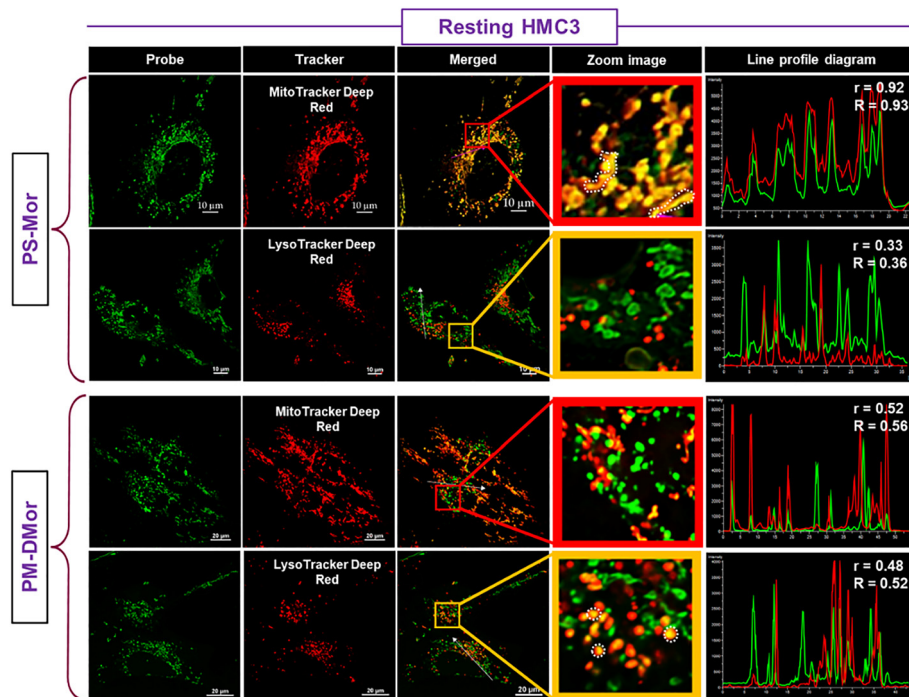 Resting HMC3
Probe Tracker Merged Zoom image Line profile diagram
PS-Mor
MitoTracker Deep
Red
10 µm 10 µm 10 µm
r = 0.92
R = 0.93
LysoTracker Deep
Red
10 µm 10 µm 10 µm
r = 0.33
R = 0.36
PM-DMor
MitoTracker Deep
Red
20 µm 20 µm 20 µm
r = 0.52
R = 0.56
LysoTracker Deep
Red
20 µm 20 µm 20 µm
r = 0.48
R = 0.52